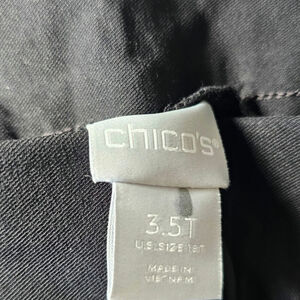 chico's®
3.5T
U.S. SIZE 18T
MADE IN
VIETNAM